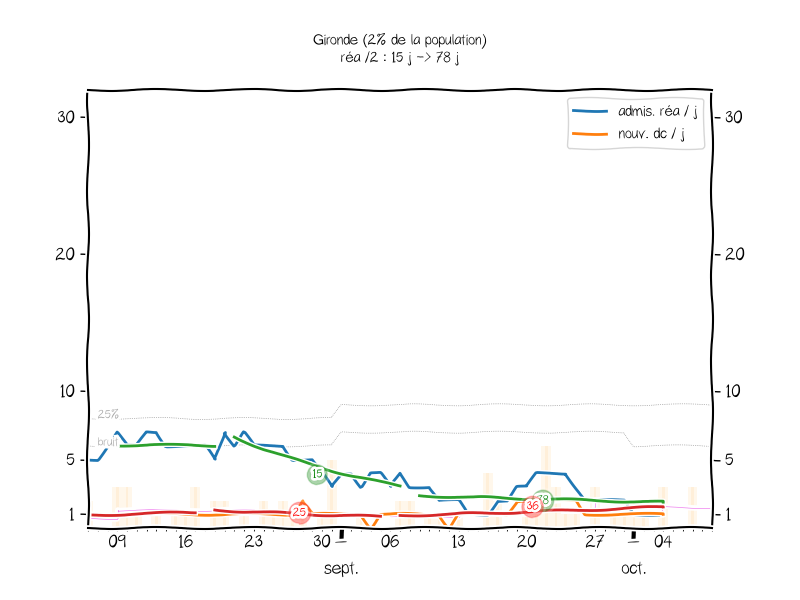 Gironde (2% de la population)
réa /2 : 15 j -> 78 j
admis. réa / j
nouv. dc / j
30
30
20
20
10
10
25%
bruit
5
5
15
78
36
25
1
1
09 16 23 30 06 13 20 27 04
sept. oct.